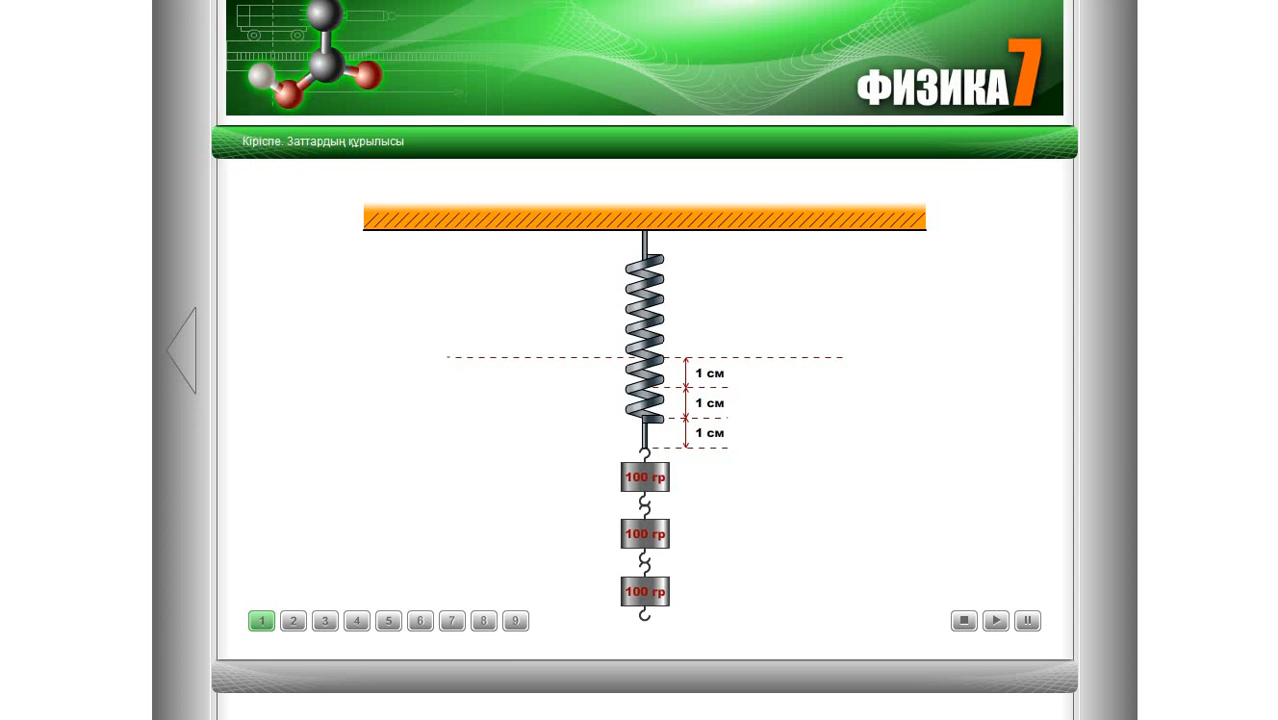 ФИЗИКА 7
Кіріспе. Заттардың құрылысы
1 см
1 см
1 см
100 гр
100 гр
100 гр
1 2 3 4 5 6 7 8 9